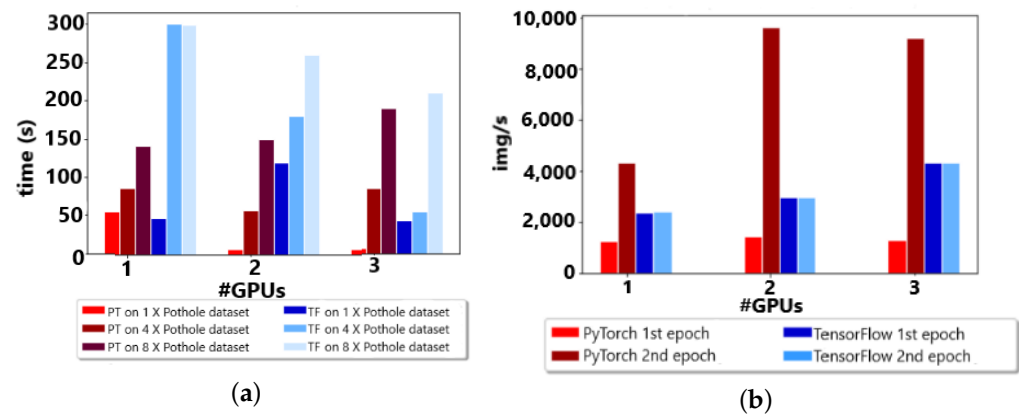 300
250
200
150
100
50
0
time (s)
1 2 3
#GPUs
PT on 1 X Pothole dataset TF on 1 X Pothole dataset
PT on 4 X Pothole dataset TF on 4 X Pothole dataset
PT on 8 X Pothole dataset TF on 8 X Pothole dataset
(a)
10,000
8,000
6,000
4,000
2,000
0
img/s
1 2 3
#GPUs
PyTorch 1st epoch TensorFlow 1st epoch
PyTorch 2nd epoch TensorFlow 2nd epoch
(b)